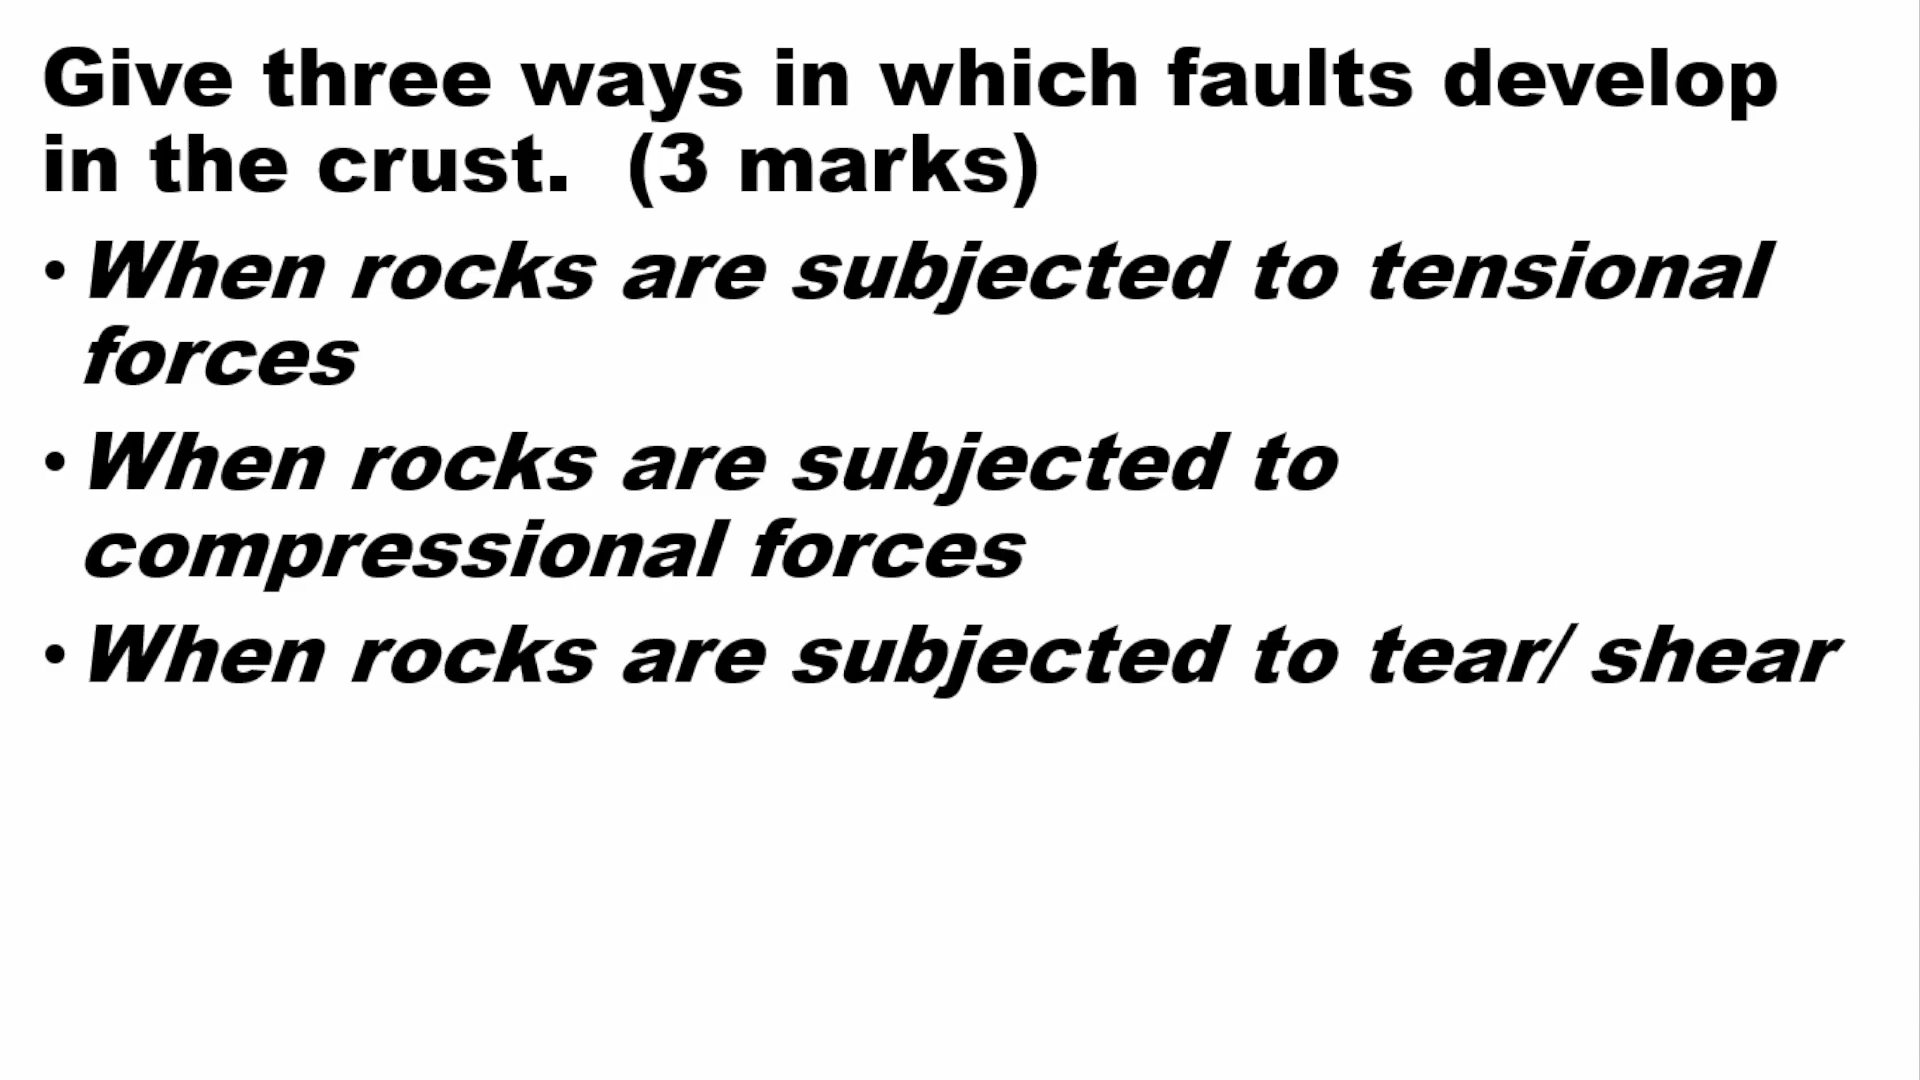 Give three ways in which faults develop
in the crust.  (3 marks)
• When rocks are subjected to tensional
forces
• When rocks are subjected to
compressional forces
• When rocks are subjected to tear/ shear